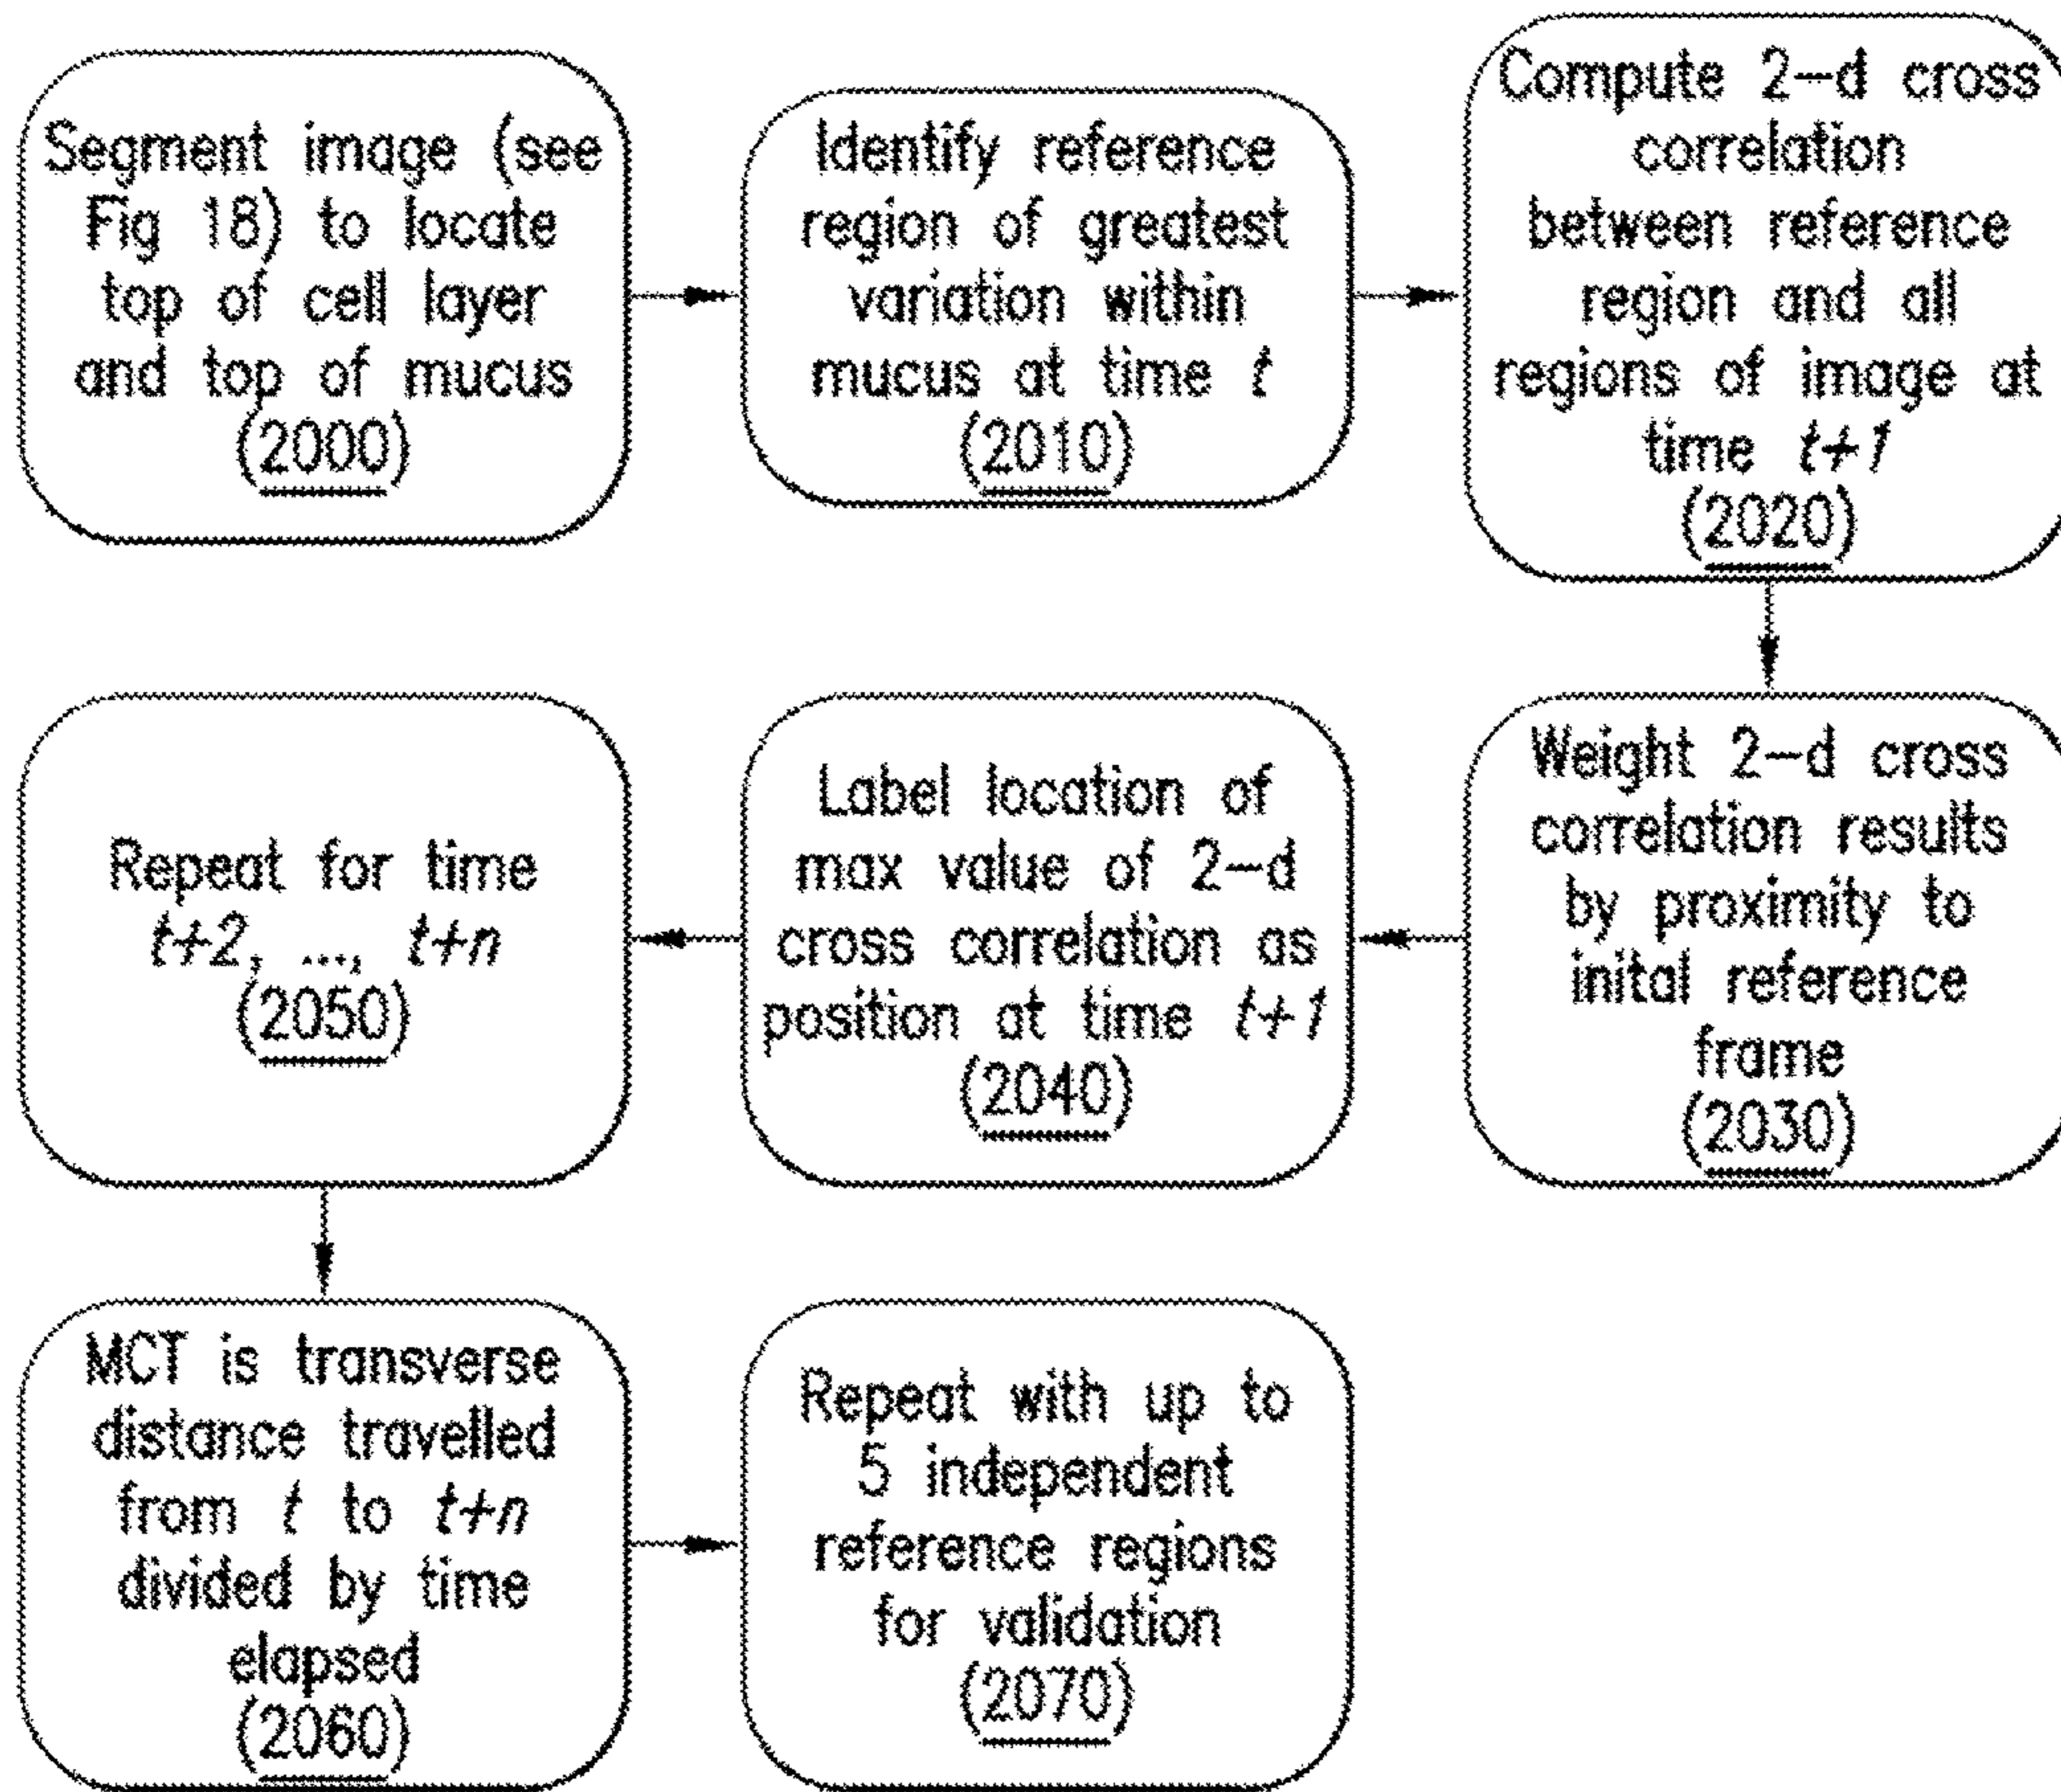 Segment image (see
Fig 18) to locate
top of cell layer
and top of mucus
(2000)
Identify reference
region of greatest
variation within
mucus at time t
(2010)
Compute 2-d cross
correlation
between reference
region and all
regions of image at
time t+1
(2020)
Weight 2-d cross
correlation results
by proximity to
inital reference
frame
(2030)
Label location of
max value of 2-d
cross correlation as
position at time t+1
(2040)
Repeat for time
t+2, ..., t+n
(2050)
MCT is transverse
distance travelled
from t to t+n
divided by time
elapsed
(2060)
Repeat with up to
5 independent
reference regions
for validation
(2070)